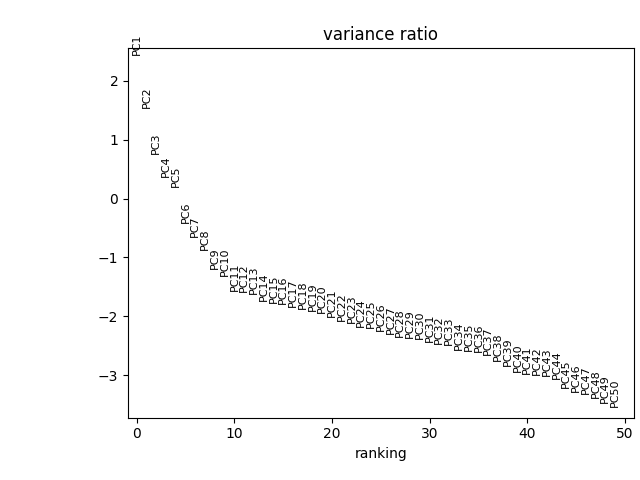 variance ratio
2
1
0
−1
−2
−3
PC1
PC2
PC3
PC4
PC5
PC6
PC7
PC8
PC9
PC10
PC11
PC12
PC13
PC14
PC15
PC16
PC17
PC18
PC19
PC20
PC21
PC22
PC23
PC24
PC25
PC26
PC27
PC28
PC29
PC30
PC31
PC32
PC33
PC34
PC35
PC36
PC37
PC38
PC39
PC40
PC41
PC42
PC43
PC44
PC45
PC46
PC47
PC48
PC49
PC50
0 10 20 30 40 50
ranking